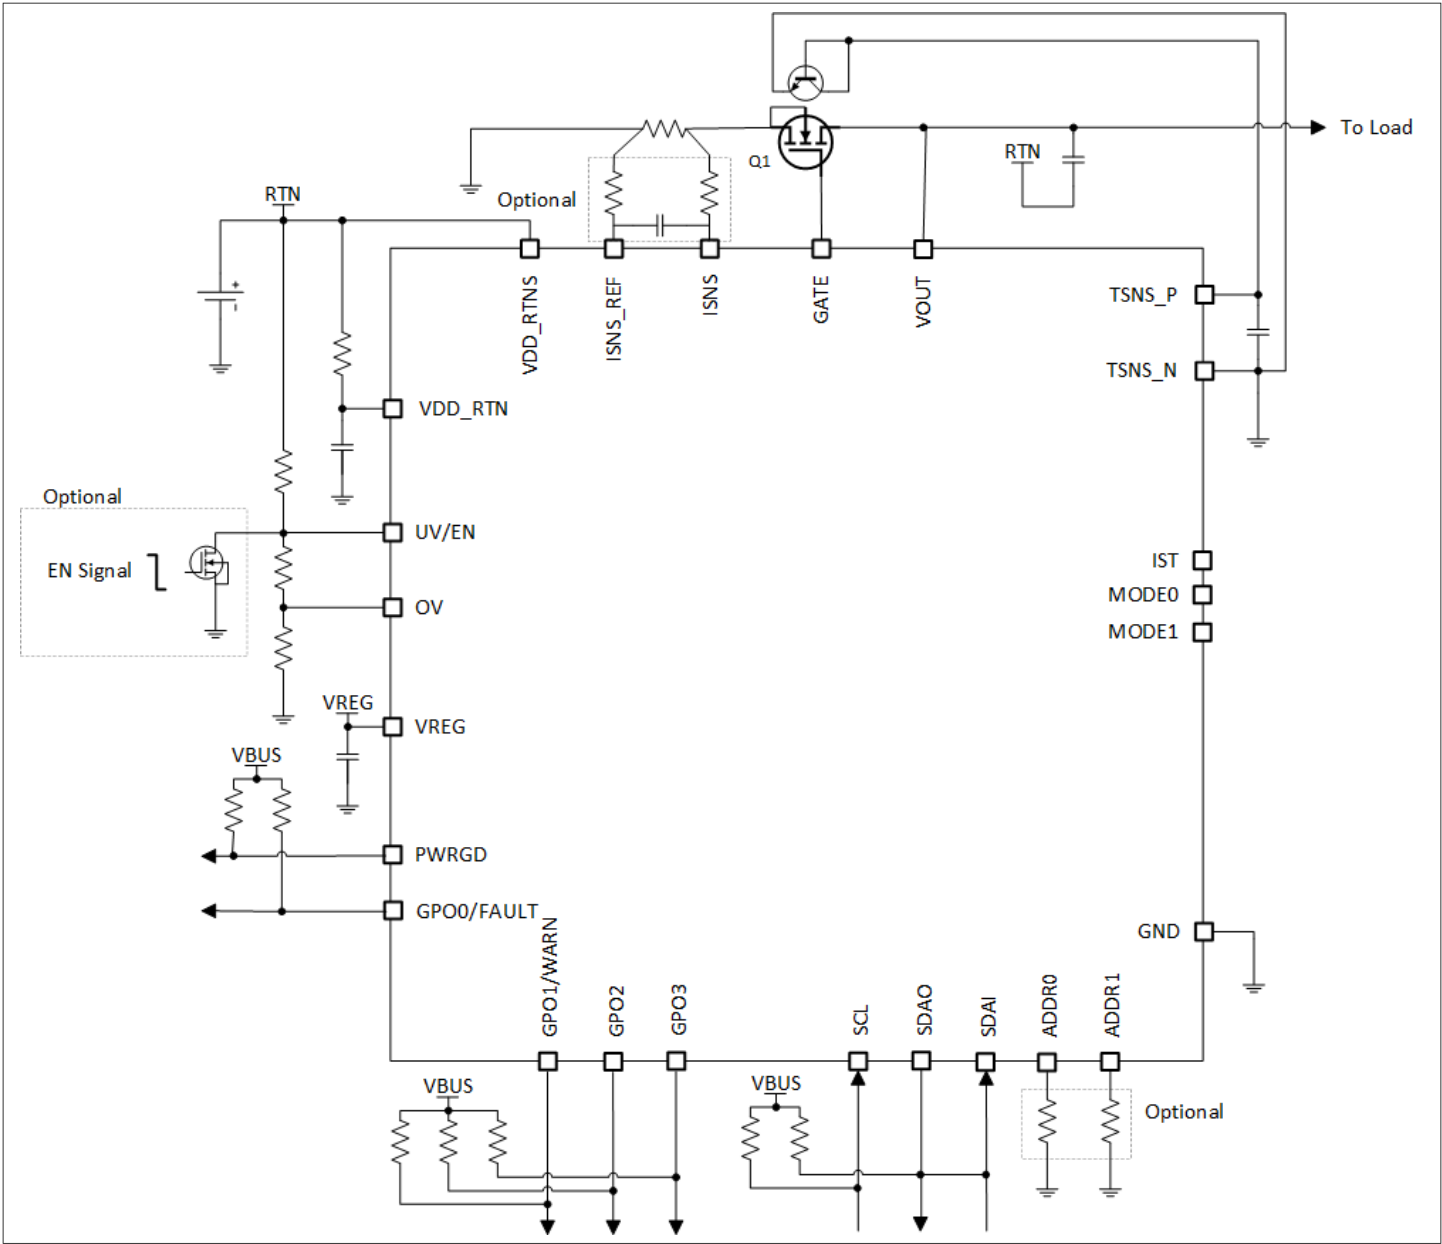 To Load
RTN
Q1
RTN
Optional
+
-
VDD_RTNS
ISNS_REF
ISNS
GATE
VOUT
TSNS_P
TSNS_N
VDD_RTN
Optional
EN Signal
UV/EN
OV
IST
MODE0
MODE1
VREG
VREG
VBUS
PWRGD
GPO0/FAULT
GND
GPO1/WARN
GPO2
GPO3
SCL
SDAO
SDAI
ADDR0
ADDR1
VBUS
VBUS
Optional